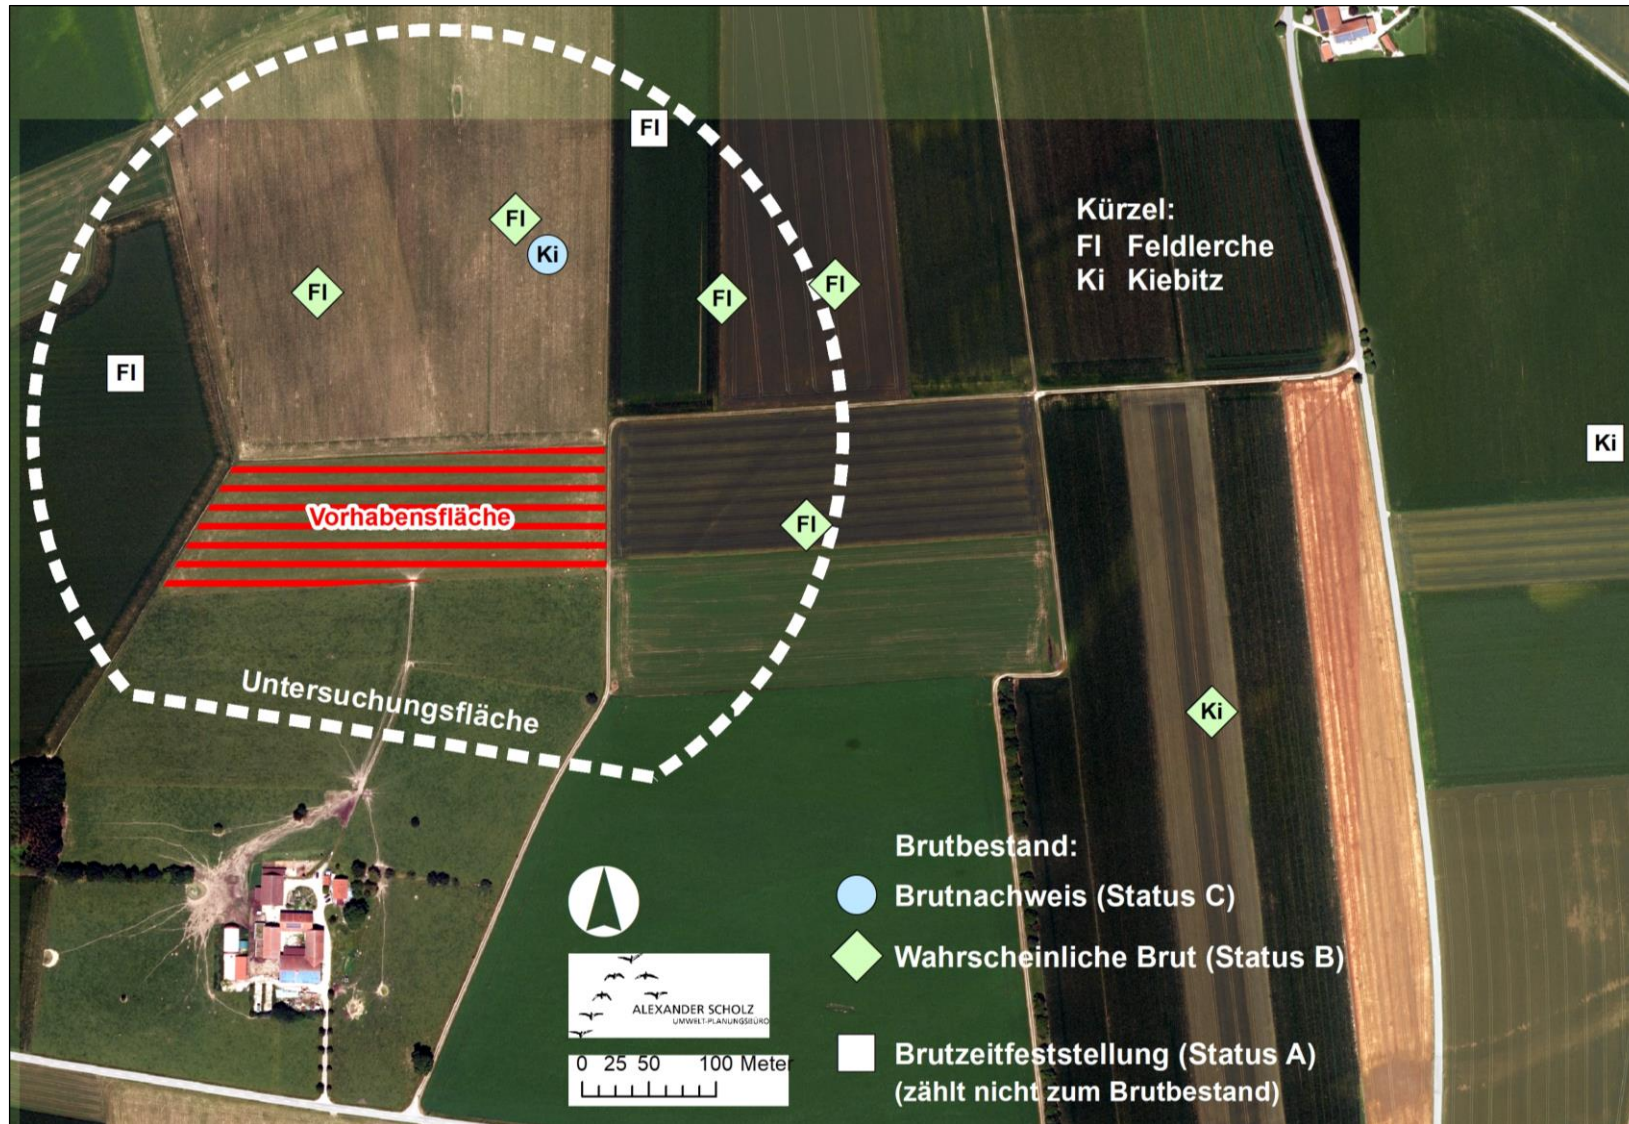 Fl
Fl
Ki
Fl
Fl
Fl
Fl
Kürzel:
Fl Feldlerche
Ki Kiebitz
Ki
Vorhabensfläche
Fl
Untersuchungsfläche
Ki
Brutbestand:
Brutnachweis (Status C)
Wahrscheinliche Brut (Status B)
ALEXANDER SCHOLZ
UMWELT-PLANUNGSBÜRO
0 25 50 100 Meter
Brutzeitfeststellung (Status A)
(zählt nicht zum Brutbestand)